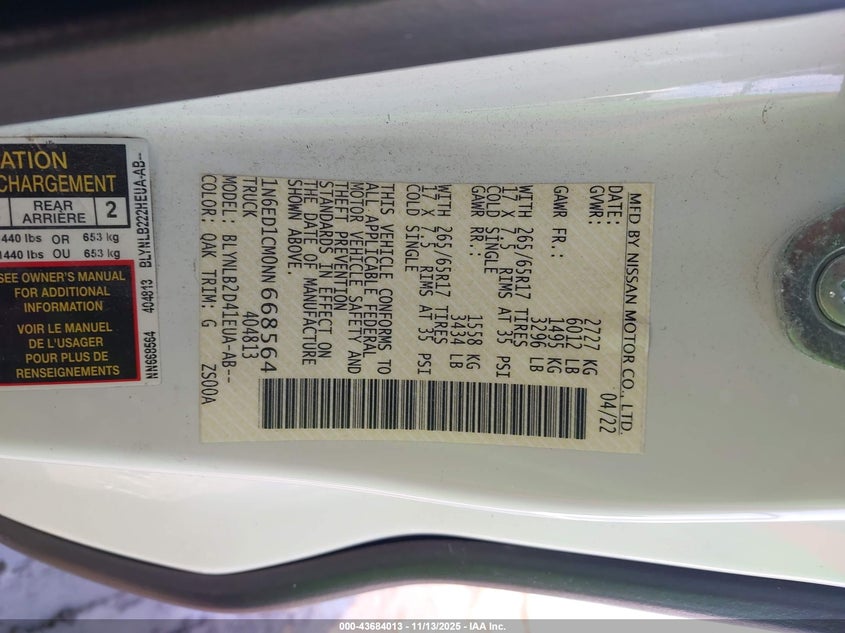 MFD BY NISSAN MOTOR CO., LTD.
DATE: 04/22
GVWR: 2727 KG
6012 LB
GAWR FR.: 1495 KG
3296 LB
WITH 265/65R17 TIRES
17 X 7.5 RIMS AT 35 PSI
COLD SINGLE
GAWR RR.: 1558 KG
3434 LB
WITH 265/65R17 TIRES
17 X 7.5 RIMS AT 35 PSI
COLD SINGLE
THIS VEHICLE CONFORMS TO
ALL APPLICABLE FEDERAL
MOTOR VEHICLE SAFETY AND
THEFT PREVENTION
STANDARDS IN EFFECT ON
THE DATE OF MANUFACTURE
SHOWN ABOVE.
1N6ED1CM0NN668564
TRUCK 404813
MODEL: BLYNLB2D41EUA-AB--
COLOR: QAK TRIM: G ZS00A
ATION
CHARGEMENT
REAR
ARRIÈRE 2
440 lbs OR 653 kg
1440 lbs OU 653 kg
SEE OWNER'S MANUAL
FOR ADDITIONAL
INFORMATION
VOIR LE MANUEL
DE L'USAGER
POUR PLUS DE
RENSEIGNEMENTS
NN668564 404813 BLYNLB222HEUA-AB--
000-43684013 | 11/13/2025 - IAA Inc.